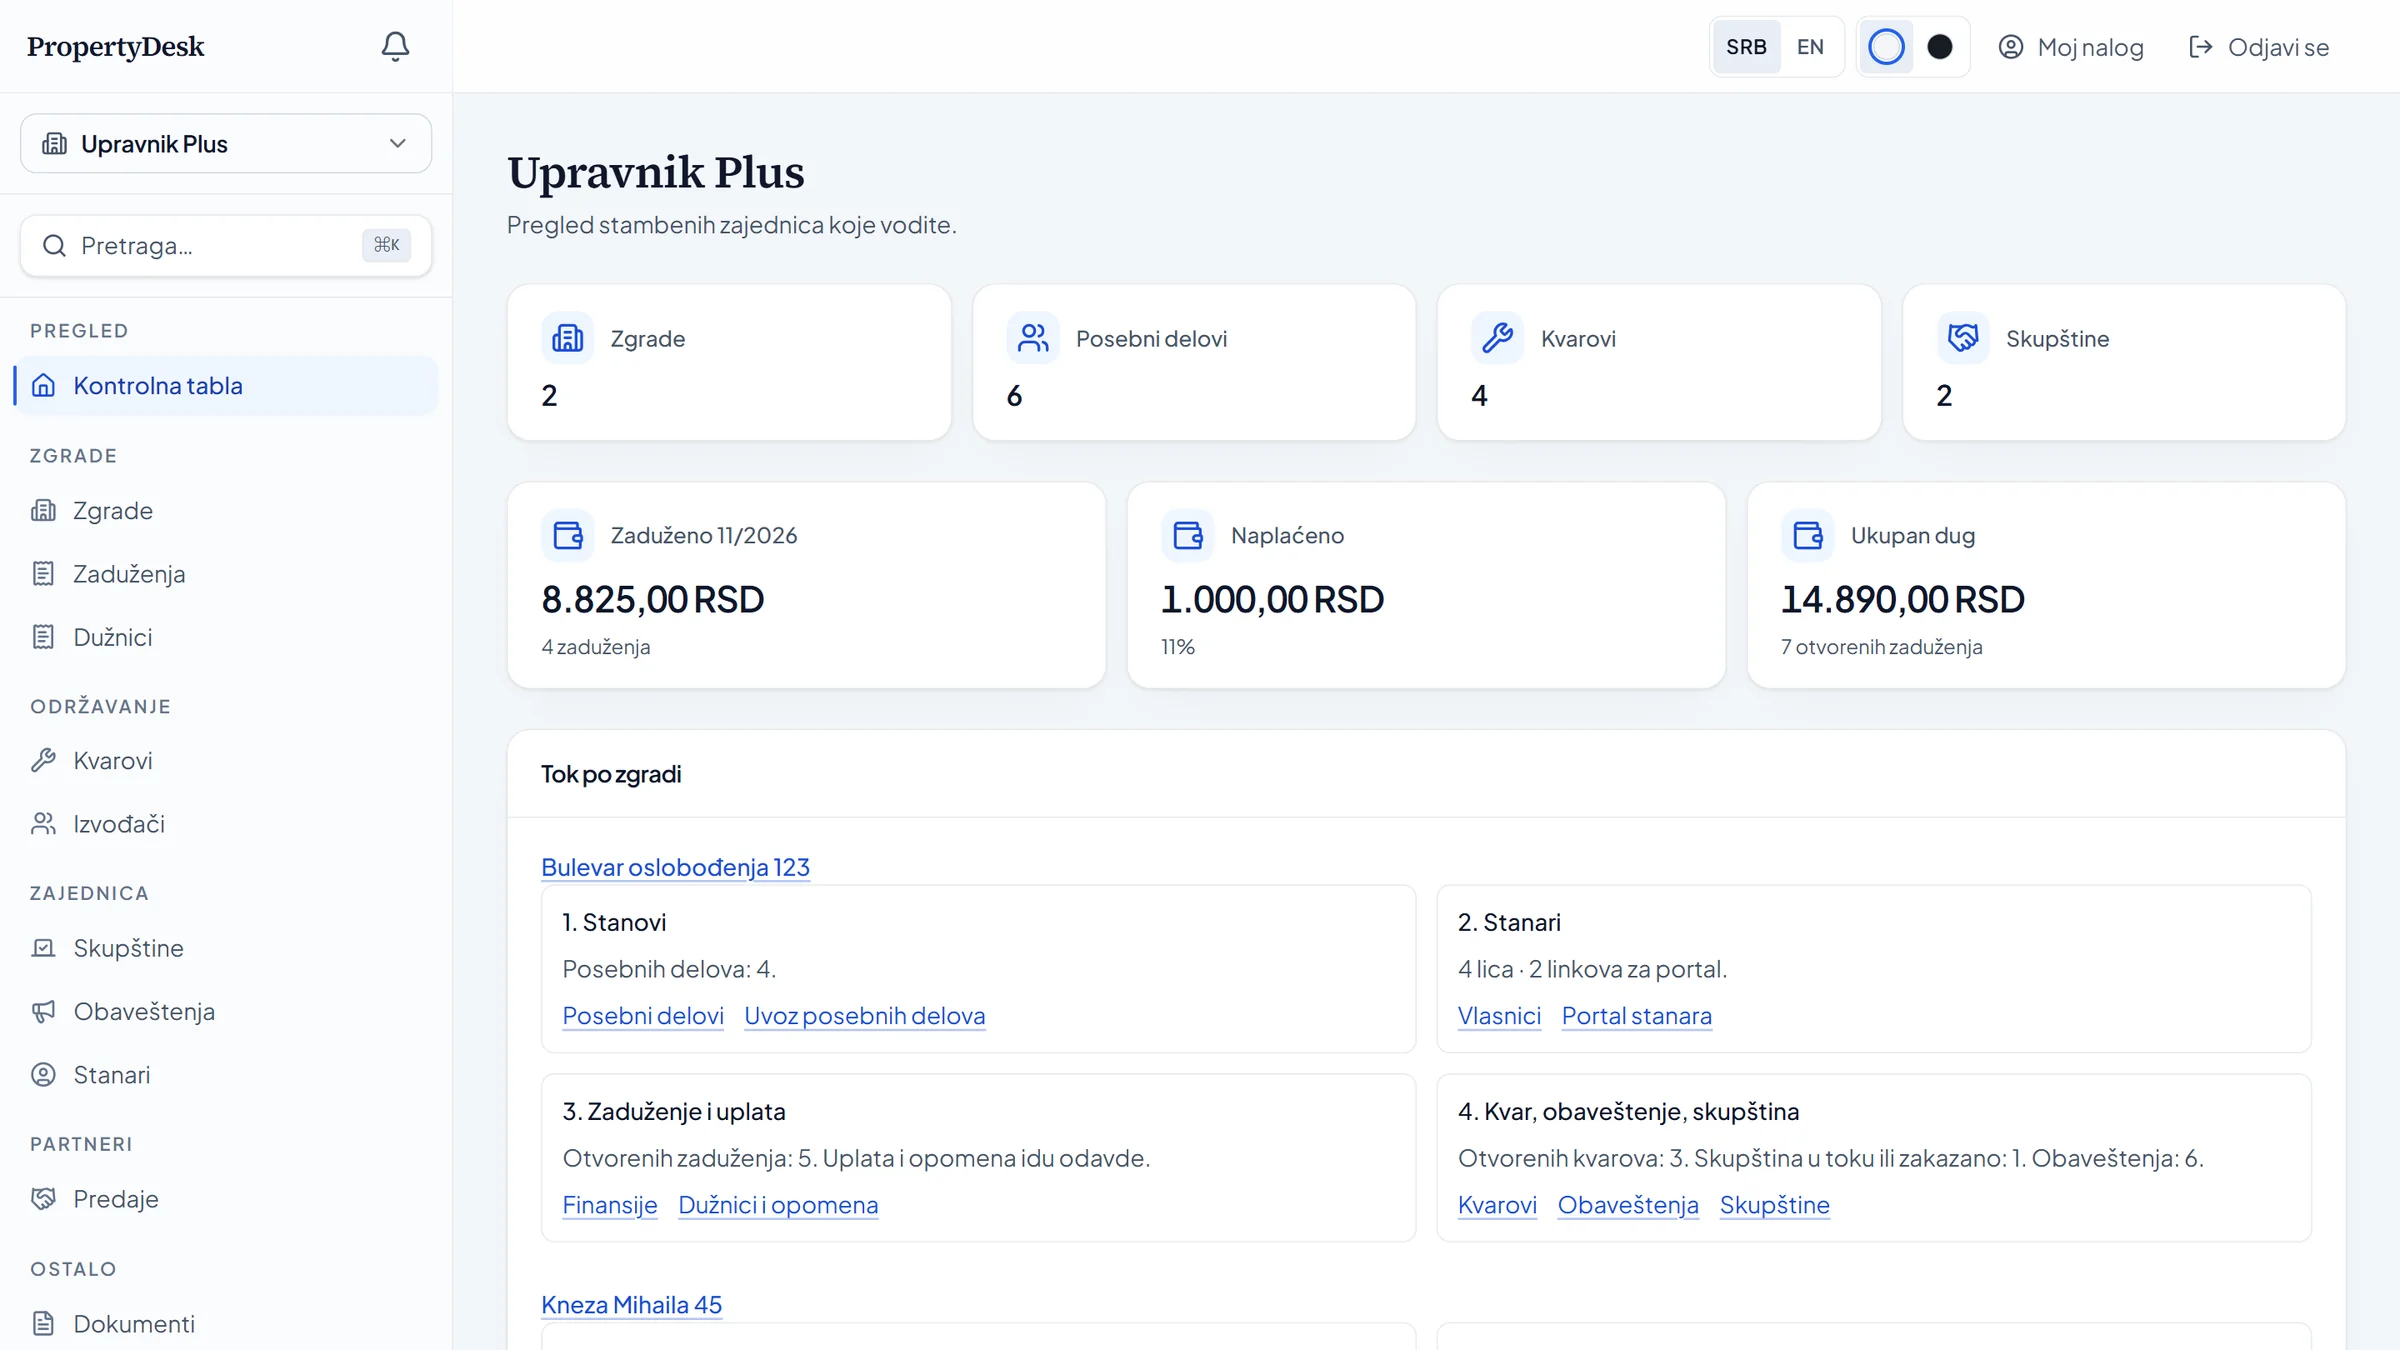 PropertyDesk
SRB EN
Moj nalog
Odjavi se
Upravnik Plus
Pretraga...
⌘K
PREGLED
Kontrolna tabla
ZGRADE
Zgrade
Zaduženja
Dužnici
ODRŽAVANJE
Kvarovi
Izvođači
ZAJEDNICA
Skupštine
Obaveštenja
Stanari
PARTNERI
Predaje
OSTALO
Dokumenti
Upravnik Plus
Pregled stambenih zajednica koje vodite.
Zgrade
2
Posebni delovi
6
Kvarovi
4
Skupštine
2
Zaduženo 11/2026
8.825,00 RSD
4 zaduženja
Naplaćeno
1.000,00 RSD
11%
Ukupan dug
14.890,00 RSD
7 otvorenih zaduženja
Tok po zgradi
Bulevar oslobođenja 123
1. Stanovi
Posebnih delova: 4.
Posebni delovi Uvoz posebnih delova
2. Stanari
4 lica · 2 linkova za portal.
Vlasnici Portal stanara
3. Zaduženje i uplata
Otvorenih zaduženja: 5. Uplata i opomena idu odavde.
Finansije Dužnici i opomena
4. Kvar, obaveštenje, skupština
Otvorenih kvarova: 3. Skupština u toku ili zakazano: 1. Obaveštenja: 6.
Kvarovi Obaveštenja Skupštine
Kneza Mihaila 45